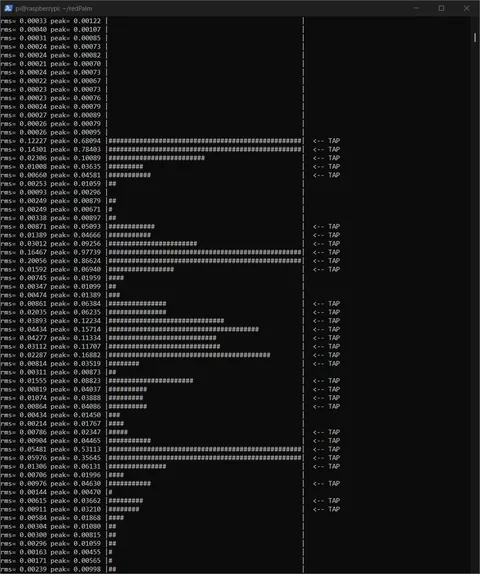 pi@raspberrypi: ~/redPalm
rms= 0.00033 peak= 0.00122 | |
rms= 0.00040 peak= 0.00107 | |
rms= 0.00031 peak= 0.00085 | |
rms= 0.00024 peak= 0.00073 | |
rms= 0.00024 peak= 0.00082 | |
rms= 0.00021 peak= 0.00070 | |
rms= 0.00024 peak= 0.00073 | |
rms= 0.00022 peak= 0.00067 | |
rms= 0.00023 peak= 0.00073 | |
rms= 0.00023 peak= 0.00076 | |
rms= 0.00024 peak= 0.00079 | |
rms= 0.00027 peak= 0.00089 | |
rms= 0.00026 peak= 0.00079 | |
rms= 0.00026 peak= 0.00095 | |
rms= 0.12227 peak= 0.68094 |##################################################| <-- TAP
rms= 0.14301 peak= 0.78403 |##################################################| <-- TAP
rms= 0.02306 peak= 0.10089 |######################### | <-- TAP
rms= 0.01008 peak= 0.03635 |######### | <-- TAP
rms= 0.00660 peak= 0.04581 |########### | <-- TAP
rms= 0.00253 peak= 0.01059 |## |
rms= 0.00093 peak= 0.00296 | |
rms= 0.00249 peak= 0.00879 |## |
rms= 0.00249 peak= 0.00671 |# |
rms= 0.00338 peak= 0.00897 |## |
rms= 0.00871 peak= 0.05093 |############ | <-- TAP
rms= 0.01389 peak= 0.04666 |########### | <-- TAP
rms= 0.03012 peak= 0.09256 |####################### | <-- TAP
rms= 0.16467 peak= 0.97739 |##################################################| <-- TAP
rms= 0.20056 peak= 0.86624 |##################################################| <-- TAP
rms= 0.01592 peak= 0.06940 |################# | <-- TAP
rms= 0.00745 peak= 0.01959 |#### |
rms= 0.00347 peak= 0.01099 |## |
rms= 0.00474 peak= 0.01389 |### |
rms= 0.00861 peak= 0.06384 |############### | <-- TAP
rms= 0.02035 peak= 0.06235 |############### | <-- TAP
rms= 0.03893 peak= 0.12234 |############################## | <-- TAP
rms= 0.04434 peak= 0.15714 |####################################### | <-- TAP
rms= 0.04277 peak= 0.11334 |############################ | <-- TAP
rms= 0.03112 peak= 0.11707 |############################# | <-- TAP
rms= 0.02287 peak= 0.16882 |########################################## | <-- TAP
rms= 0.00814 peak= 0.03519 |######## | <-- TAP
rms= 0.00311 peak= 0.00873 |## |
rms= 0.01555 peak= 0.08823 |###################### | <-- TAP
rms= 0.00819 peak= 0.04037 |########## | <-- TAP
rms= 0.01074 peak= 0.03888 |######### | <-- TAP
rms= 0.00864 peak= 0.04086 |########## | <-- TAP
rms= 0.00434 peak= 0.01450 |### |
rms= 0.00214 peak= 0.01767 |#### |
rms= 0.00786 peak= 0.02347 |##### | <-- TAP
rms= 0.00904 peak= 0.04465 |########### | <-- TAP
rms= 0.05481 peak= 0.53113 |##################################################| <-- TAP
rms= 0.05976 peak= 0.35645 |##################################################| <-- TAP
rms= 0.01306 peak= 0.06131 |############### | <-- TAP
rms= 0.00706 peak= 0.01996 |#### |
rms= 0.00976 peak= 0.04630 |########### | <-- TAP
rms= 0.00144 peak= 0.00470 |# |
rms= 0.00615 peak= 0.03662 |######### | <-- TAP
rms= 0.00911 peak= 0.03210 |######## | <-- TAP
rms= 0.00584 peak= 0.01868 |#### |
rms= 0.00304 peak= 0.01080 |## |
rms= 0.00300 peak= 0.00815 |## |
rms= 0.00296 peak= 0.01059 |## |
rms= 0.00163 peak= 0.00455 |# |
rms= 0.00171 peak= 0.00565 |# |
rms= 0.00239 peak= 0.00998 |## |